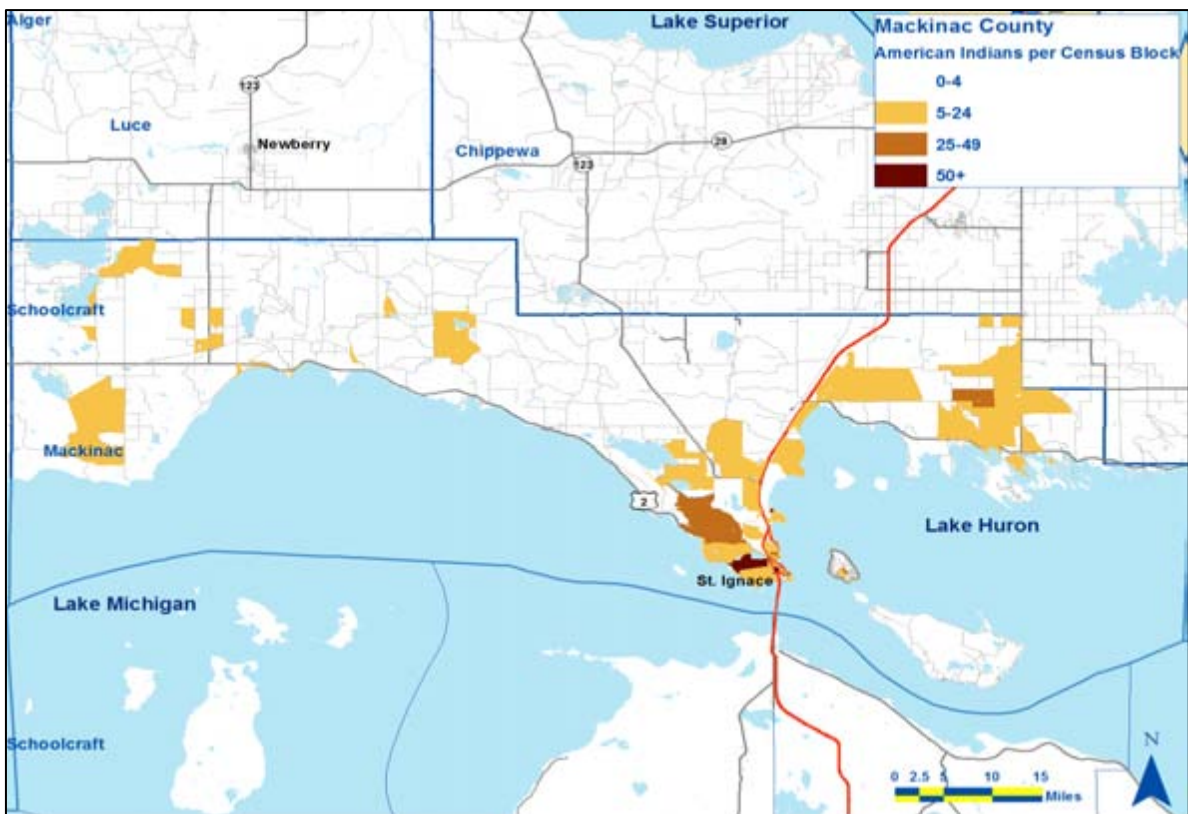 Alger
Lake Superior
Mackinac County
American Indians per Census Block
0-4
5-24
25-49
50+
123
Luce
Newberry
Chippewa
28
123
Schoolcraft
Mackinac
2
Lake Huron
St. Ignace
Lake Michigan
Schoolcraft
N
0 2.5 5 10 15
Miles